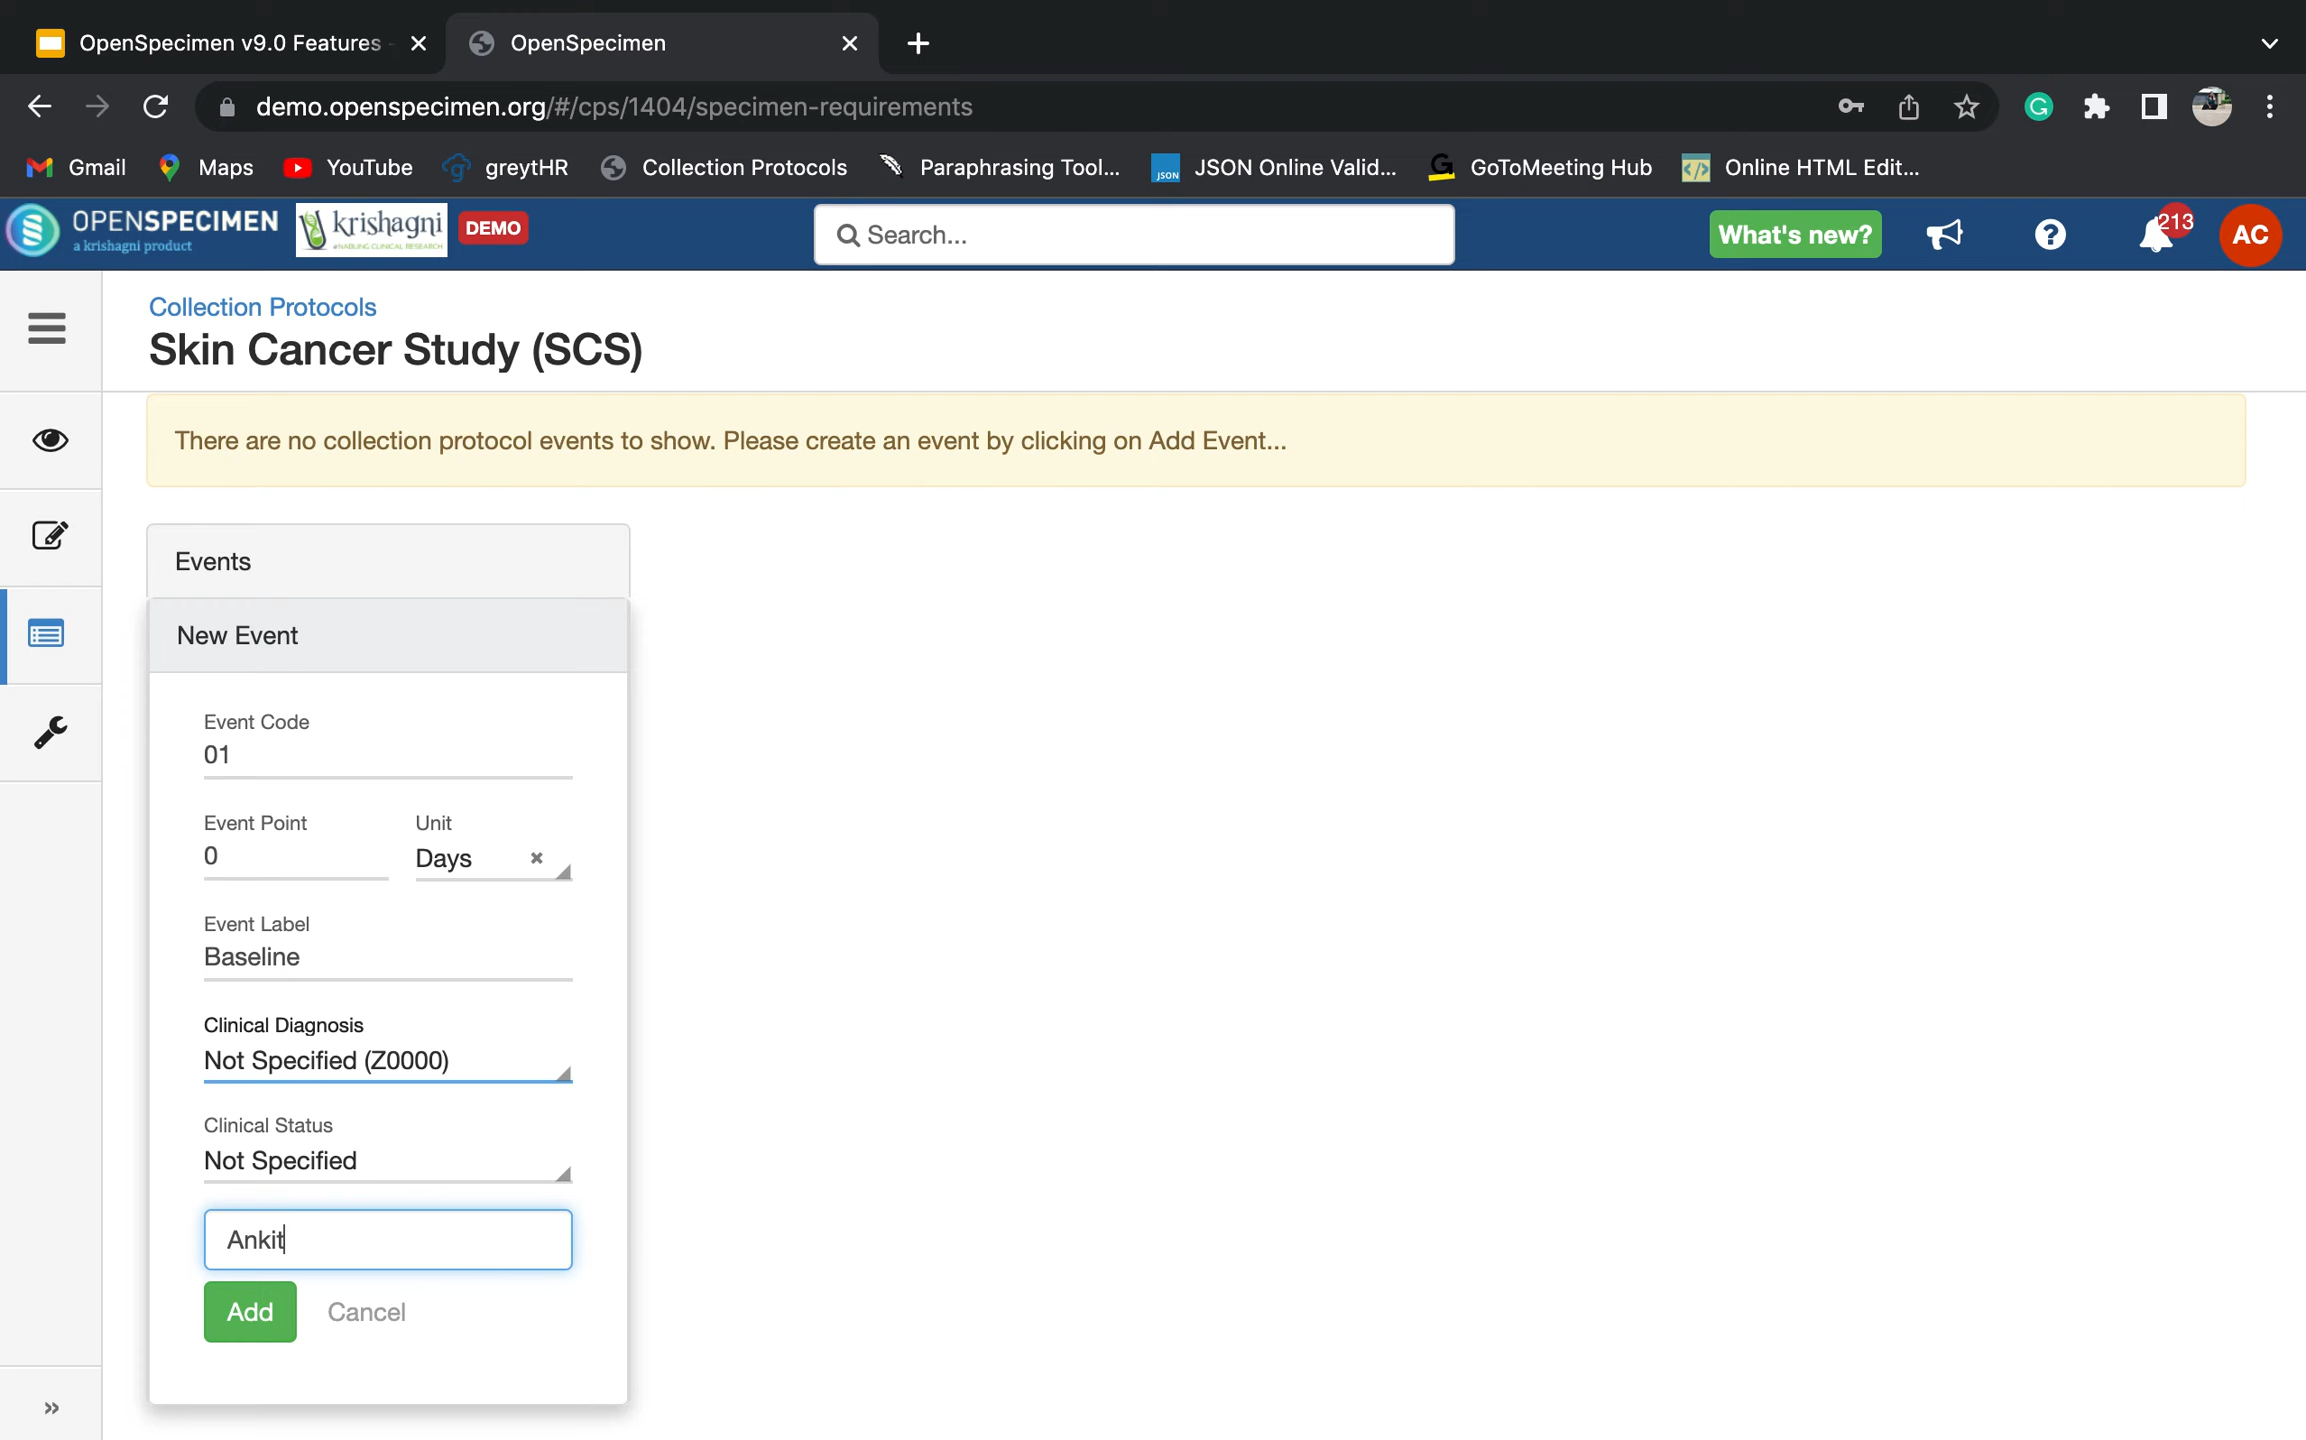 OpenSpecimen v9.0 Features -
OpenSpecimen
demo.openspecimen.org/#/cps/1404/specimen-requirements
Gmail
Maps
YouTube
greytHR
Collection Protocols
Paraphrasing Tool...
JSON Online Valid...
GoToMeeting Hub
Online HTML Edit...
OPENSPECIMEN
a krishagni product
krishagni
#NABLING CLINICAL RESEARCH
DEMO
Search...
What's new?
213
AC
Collection Protocols
Skin Cancer Study (SCS)
There are no collection protocol events to show. Please create an event by clicking on Add Event...
Events
New Event
Event Code
01
Event Point
Unit
0
Days
Event Label
Baseline
Clinical Diagnosis
Not Specified (Z0000)
Clinical Status
Not Specified
Ankit
Add
Cancel